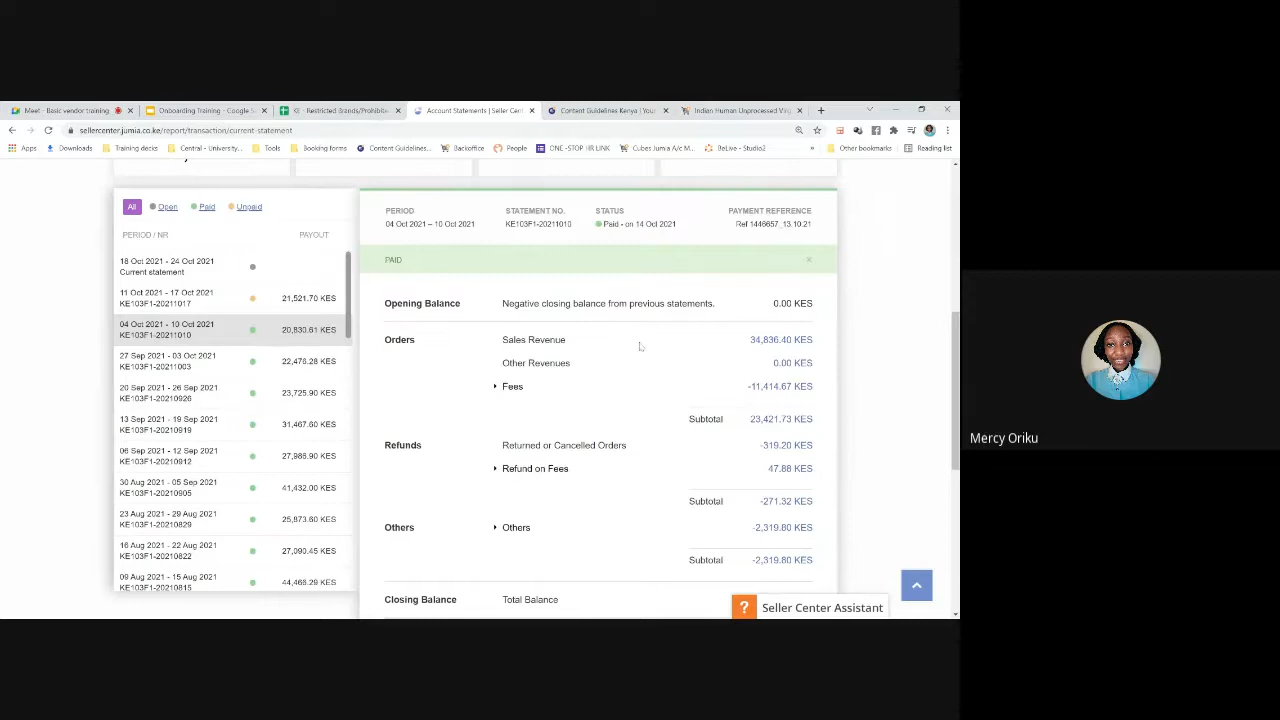 Meet - Basic vendor training
Onboarding Training - Google S
KE - Restricted Brands/Prohibite
Account Statements | Seller Cent
Content Guidelines Kenya | Your
Indian Human Unprocessed Virg
sellercenter.jumia.co.ke/report/transaction/current-statement
Apps
Downloads
Training decks
Central - University...
Tools
Booking forms
Content Guidelines...
Backoffice
People
ONE -STOP HR LINK
Cubes Jumia A/c M...
BeLive - Studio2
»
Other bookmarks
Reading list
All
Open
Paid
Unpaid
PERIOD / NR
PAYOUT
18 Oct 2021 - 24 Oct 2021
Current statement
11 Oct 2021 - 17 Oct 2021
KE103F1-20211017
21,521.70 KES
04 Oct 2021 - 10 Oct 2021
KE103F1-20211010
20,830.61 KES
27 Sep 2021 - 03 Oct 2021
KE103F1-20211003
22,476.28 KES
20 Sep 2021 - 26 Sep 2021
KE103F1-20210926
23,725.90 KES
13 Sep 2021 - 19 Sep 2021
KE103F1-20210919
31,467.60 KES
06 Sep 2021 - 12 Sep 2021
KE103F1-20210912
27,986.90 KES
30 Aug 2021 - 05 Sep 2021
KE103F1-20210905
41,432.00 KES
23 Aug 2021 - 29 Aug 2021
KE103F1-20210829
25,873.60 KES
16 Aug 2021 - 22 Aug 2021
KE103F1-20210822
27,090.45 KES
09 Aug 2021 - 15 Aug 2021
KE103F1-20210815
44,466.29 KES
PERIOD
04 Oct 2021 – 10 Oct 2021
STATEMENT NO.
KE103F1-20211010
STATUS
Paid - on 14 Oct 2021
PAYMENT REFERENCE
Ref 1446657_13.10.21
PAID
Opening Balance Negative closing balance from previous statements. 0.00 KES
Orders Sales Revenue 34,836.40 KES
Other Revenues 0.00 KES
Fees -11,414.67 KES
Subtotal 23,421.73 KES
Refunds Returned or Cancelled Orders -319.20 KES
Refund on Fees 47.88 KES
Subtotal -271.32 KES
Others Others -2,319.80 KES
Subtotal -2,319.80 KES
Closing Balance Total Balance
? Seller Center Assistant
Mercy Oriku